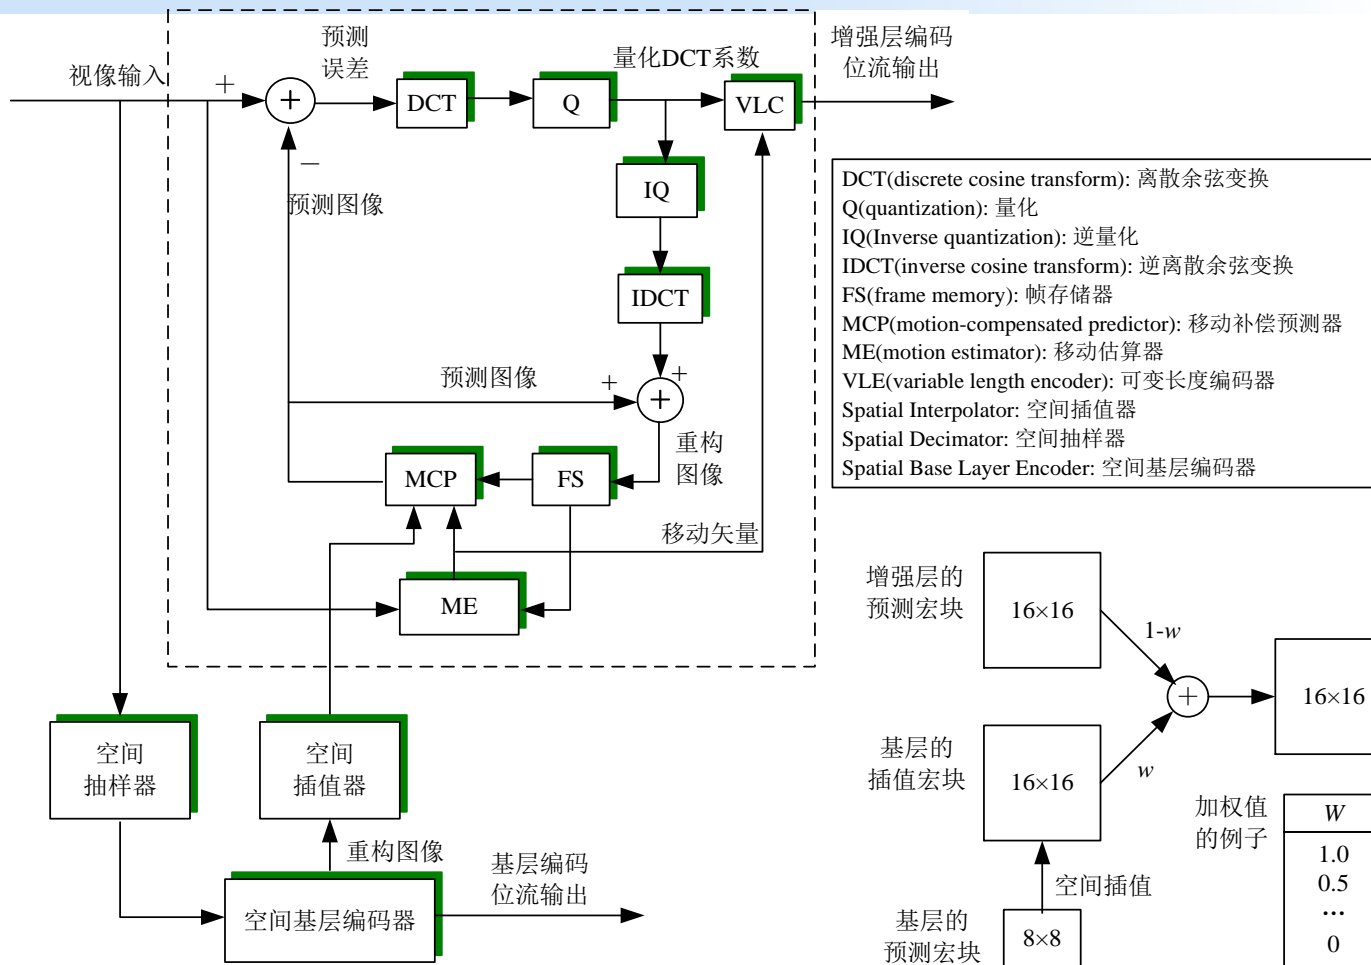 视像输入
+
+
−
预测
误差
DCT
Q
量化DCT系数
VLC
增强层编码
位流输出
预测图像
IQ
IDCT
预测图像
+
+
+
重构
图像
MCP
FS
移动矢量
ME
空间
抽样器
空间
插值器
重构图像
空间基层编码器
基层编码
位流输出
DCT(discrete cosine transform): 离散余弦变换
Q(quantization): 量化
IQ(Inverse quantization): 逆量化
IDCT(inverse cosine transform): 逆离散余弦变换
FS(frame memory): 帧存储器
MCP(motion-compensated predictor): 移动补偿预测器
ME(motion estimator): 移动估算器
VLE(variable length encoder): 可变长度编码器
Spatial Interpolator: 空间插值器
Spatial Decimator: 空间抽样器
Spatial Base Layer Encoder: 空间基层编码器
增强层的
预测宏块
16×16
1-w
+
16×16
基层的
插值宏块
16×16
w
空间插值
基层的
预测宏块
8×8
加权值
的例子
W
1.0
0.5
...
0